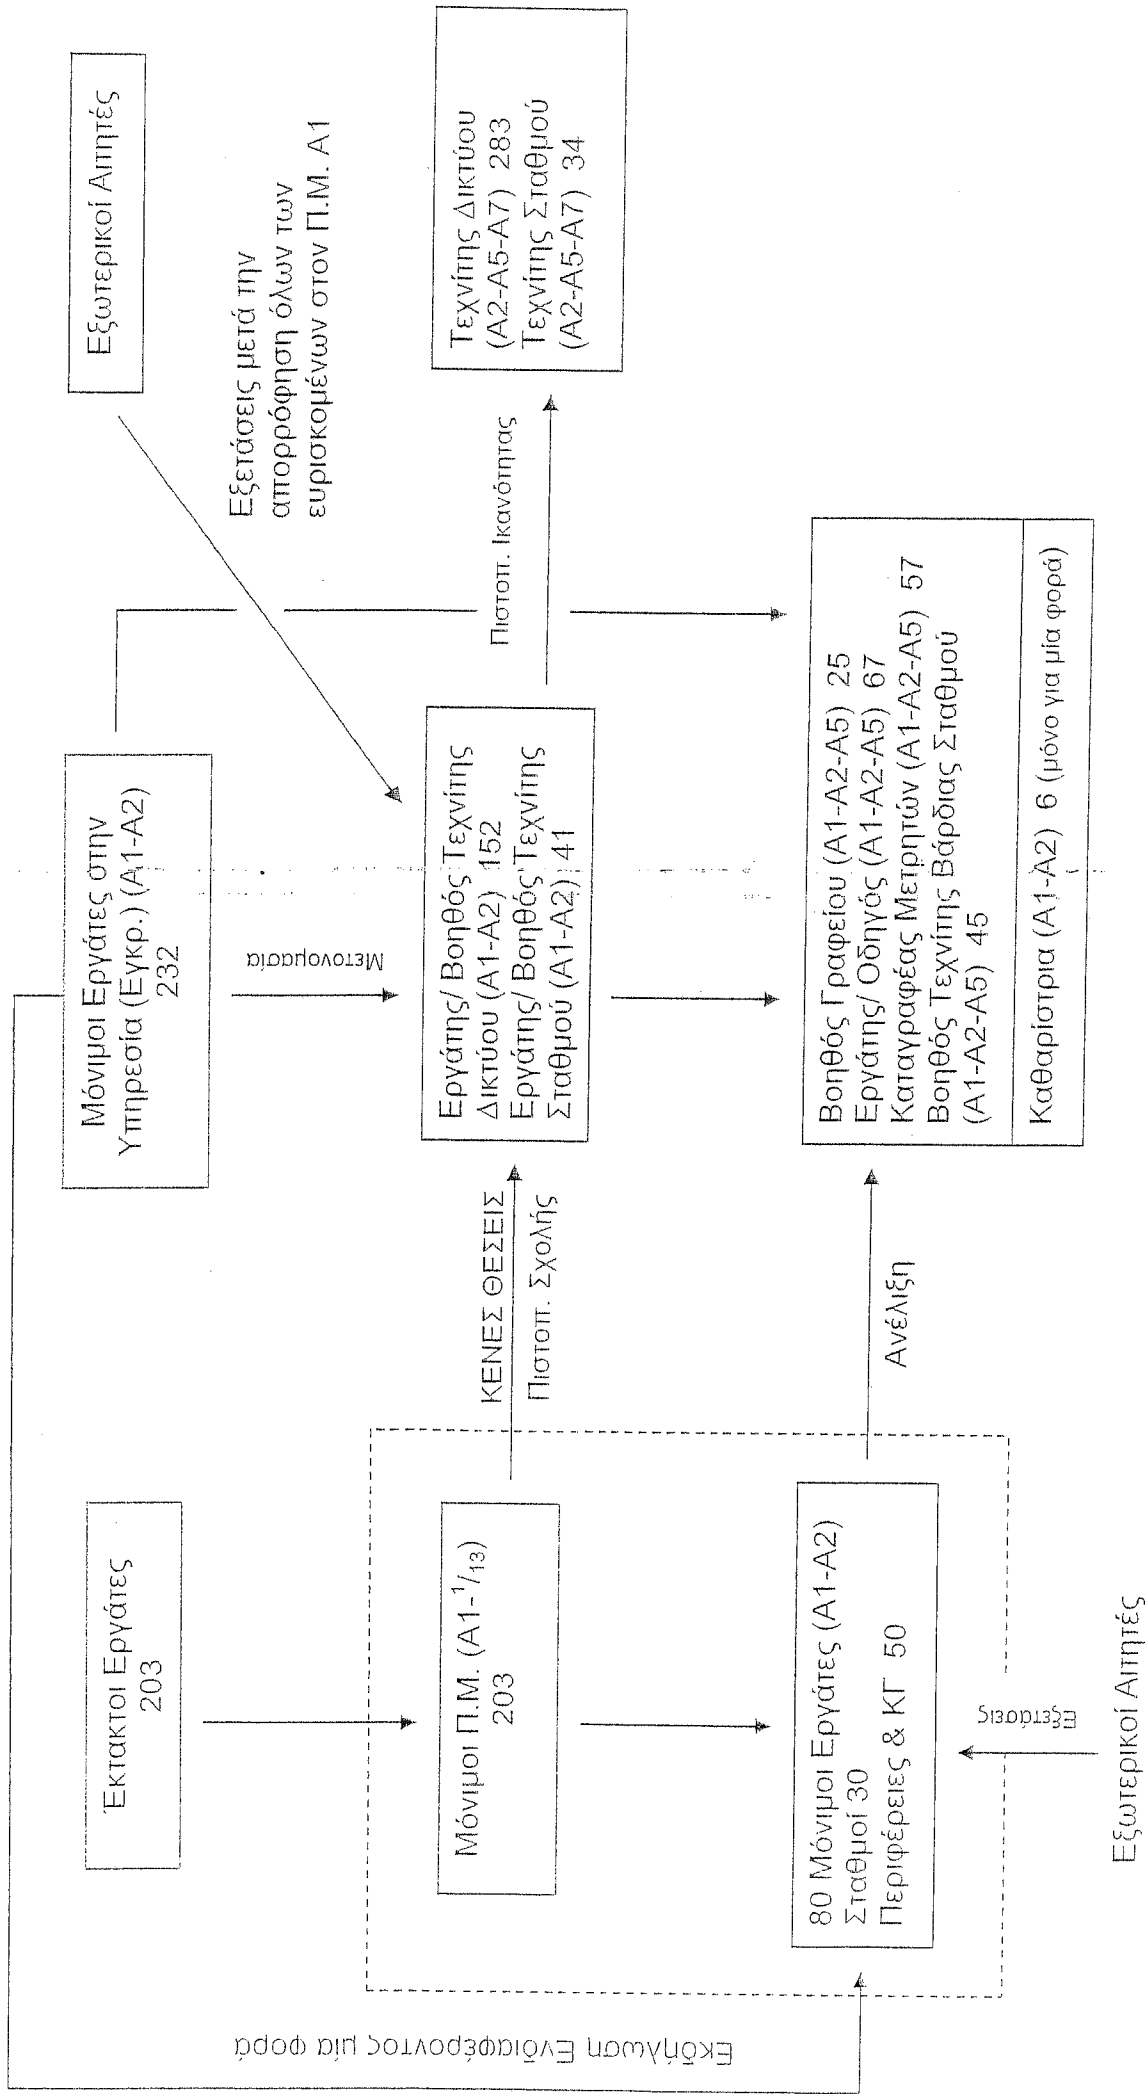 Έκτακτοι Εργάτες
203
Μόνιμοι Εργάτες στην
Υπηρεσία (Εγκρ.) (Α1-Α2)
232
Εξωτερικοί Αιτητές
Μετονομασία
Εξετάσεις μετά την
απορρόφηση όλων των
ευρισκομένων στον Π.Μ. Α1
Εκδήλωση Ενδιαφέροντος μία φορά
Μόνιμοι Π.Μ. (Α1-¹/₁₃)
203
ΚΕΝΕΣ ΘΕΣΕΙΣ
Πιστοπ. Σχολής
Εργάτης/ Βοηθός Τεχνίτης
Δικτύου (Α1-Α2) 152
Εργάτης/ Βοηθός Τεχνίτης
Σταθμού (Α1-Α2) 41
Πιστοπ. Ικανότητας
Τεχνίτης Δικτύου
(Α2-Α5-Α7) 283
Τεχνίτης Σταθμού
(Α2-Α5-Α7) 34
80 Μόνιμοι Εργάτες (Α1-Α2)
Σταθμοί 30
Περιφέρειες & ΚΓ 50
Ανέλιξη
Βοηθός Γραφείου (Α1-Α2-Α5) 25
Εργάτης/ Οδηγός (Α1-Α2-Α5) 67
Καταγραφέας Μετρητών (Α1-Α2-Α5) 57
Βοηθός Τεχνίτης Βάρδιας Σταθμού
(Α1-Α2-Α5) 45
Καθαρίστρια (Α1-Α2) 6 (μόνο για μία φορά)
Εξετάσεις
Εξωτερικοί Αιτητές